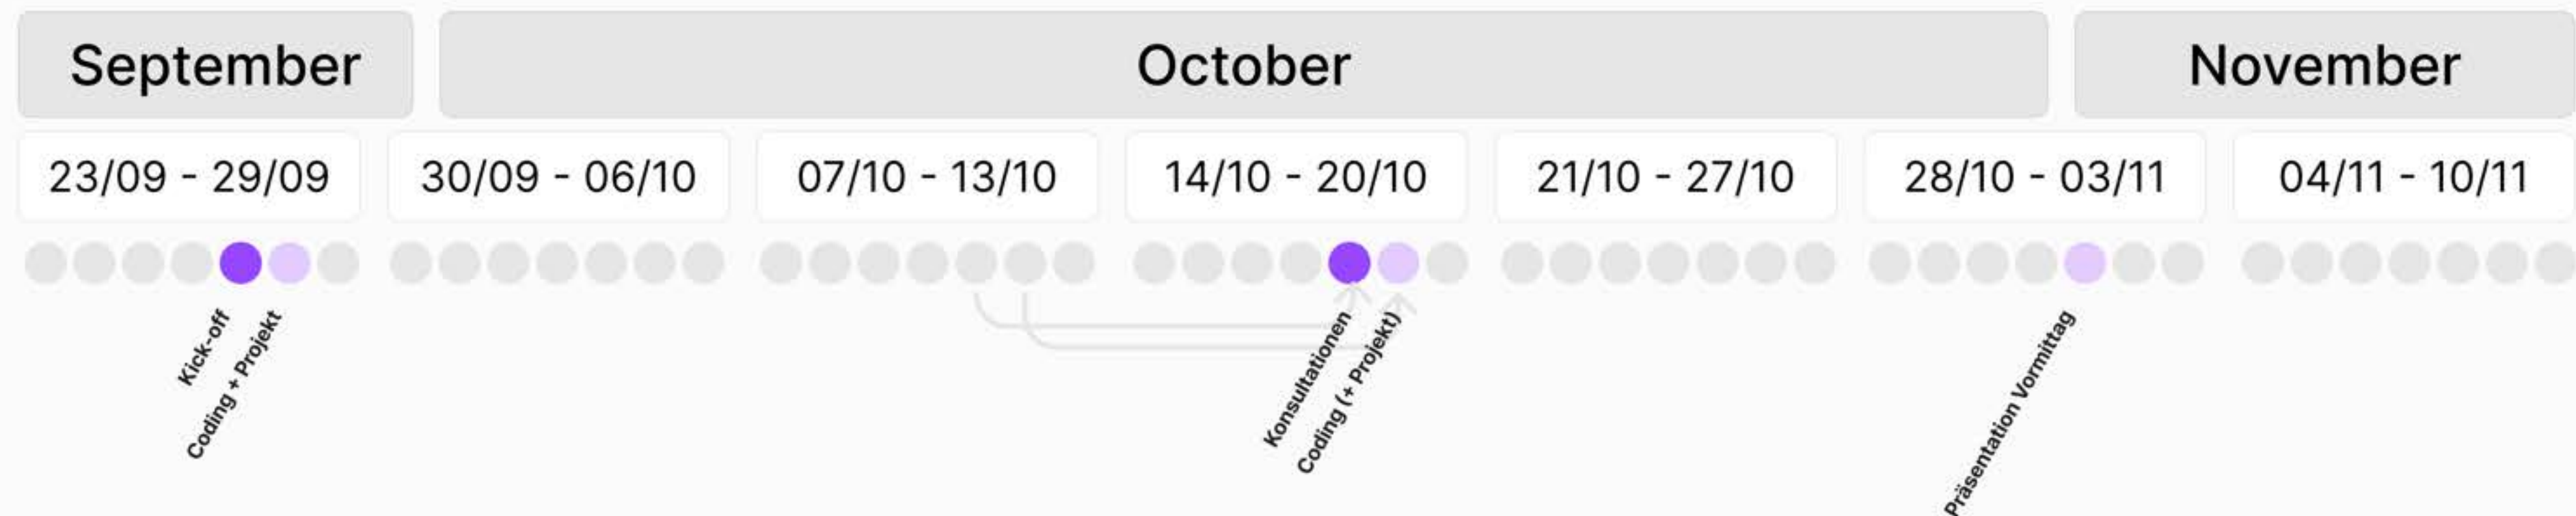 September
October
November
23/09 - 29/09
30/09 - 06/10
07/10 - 13/10
14/10 - 20/10
21/10 - 27/10
28/10 - 03/11
04/11 - 10/11
Kick-off
Coding + Projekt
Konsultationen
Coding (+ Projekt)
Präsentation Vormittag